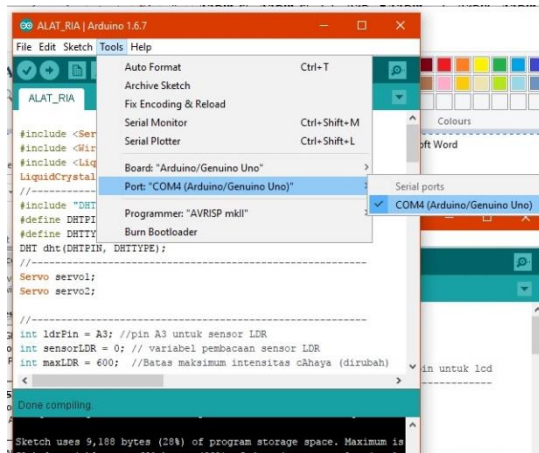 ALAT_RIA | Arduino 1.6.7
File Edit Sketch Tools Help
Auto Format Ctrl+T
Archive Sketch
Fix Encoding & Reload
Serial Monitor Ctrl+Shift+M
Serial Plotter Ctrl+Shift+L
Board: "Arduino/Genuino Uno"
Port: "COM4 (Arduino/Genuino Uno)"
Programmer: "AVRISP mkII"
Burn Bootloader
Serial ports
COM4 (Arduino/Genuino Uno)
Colours
oft Word
ALAT_RIA
#include <Ser
#include <Wir
#include <Liq
LiquidCrystal
//----------
#include "DHT
#define DHTPI
#define DHTTY
DHT dht(DHTPIN, DHTTYPE);
//--------------------------------------------------
Servo servo1;
Servo servo2;
//--------------------------------------------------
int ldrPin = A3; //pin A3 untuk sensor LDR
int sensorLDR = 0; // variabel pembacaan sensor LDR
int maxLDR = 600; //Batas maksimum intensitas cAhaya (dirubah)
in untuk lcd
Done compiling.
Sketch uses 9,188 bytes (28%) of program storage space. Maximum is